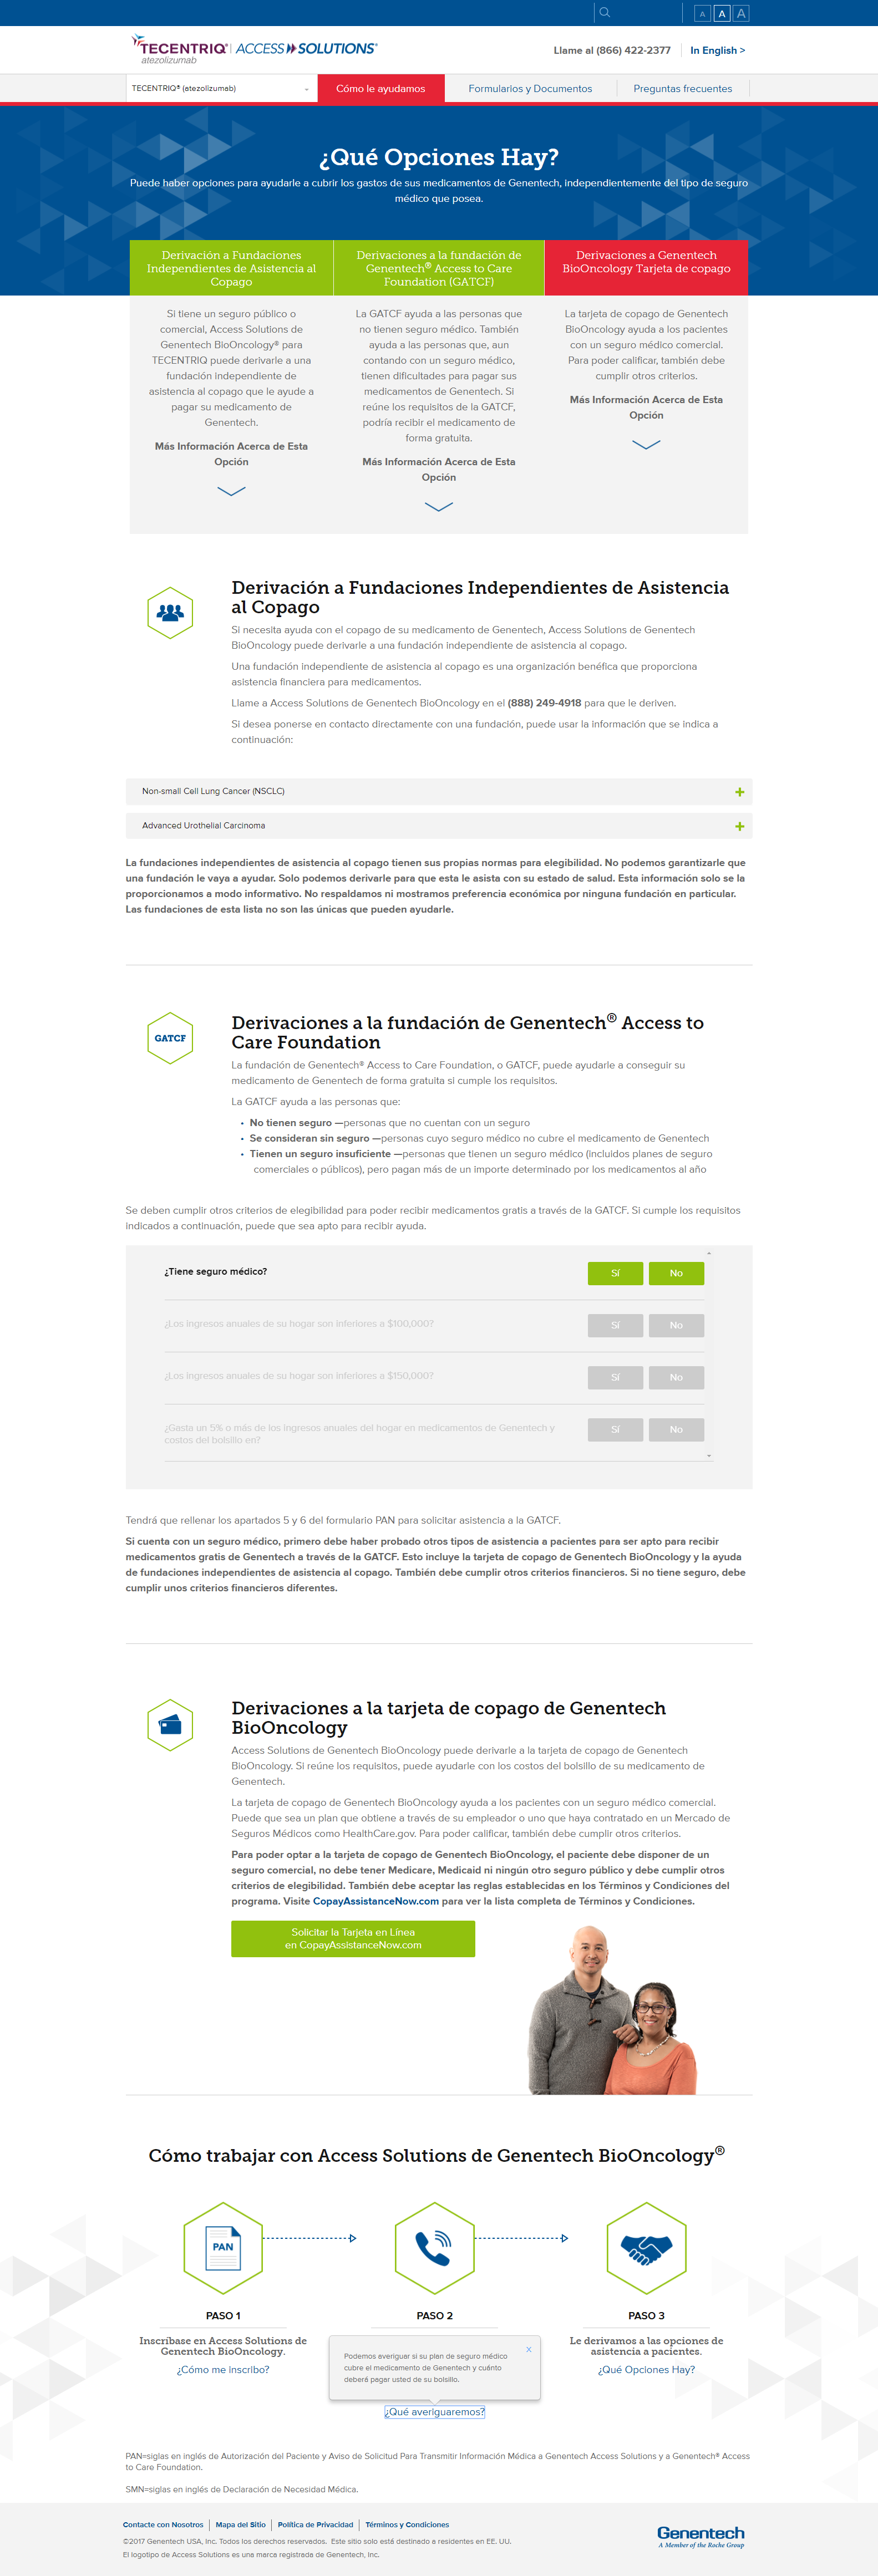 A A A
TECENTRIQ® | ACCESS SOLUTIONS®
atezolizumab
Llame al (866) 422-2377
In English >
TECENTRIQ® (atezolizumab)
Cómo le ayudamos
Formularios y Documentos
Preguntas frecuentes
¿Qué Opciones Hay?
Puede haber opciones para ayudarle a cubrir los gastos de sus medicamentos de Genentech, independientemente del tipo de seguro
médico que posea.
Derivación a Fundaciones
Independientes de Asistencia al
Copago
Si tiene un seguro público o
comercial, Access Solutions de
Genentech BioOncology® para
TECENTRIQ puede derivarle a una
fundación independiente de
asistencia al copago que le ayude a
pagar su medicamento de
Genentech.
Más Información Acerca de Esta
Opción
Derivaciones a la fundación de
Genentech® Access to Care
Foundation (GATCF)
La GATCF ayuda a las personas que
no tienen seguro médico. También
ayuda a las personas que, aun
contando con un seguro médico,
tienen dificultades para pagar sus
medicamentos de Genentech. Si
reúne los requisitos de la GATCF,
podría recibir el medicamento de
forma gratuita.
Más Información Acerca de Esta
Opción
Derivaciones a Genentech
BioOncology Tarjeta de copago
La tarjeta de copago de Genentech
BioOncology ayuda a los pacientes
con un seguro médico comercial.
Para poder calificar, también debe
cumplir otros criterios.
Más Información Acerca de Esta
Opción
Derivación a Fundaciones Independientes de Asistencia
al Copago
Si necesita ayuda con el copago de su medicamento de Genentech, Access Solutions de Genentech
BioOncology puede derivarle a una fundación independiente de asistencia al copago.
Una fundación independiente de asistencia al copago es una organización benéfica que proporciona
asistencia financiera para medicamentos.
Llame a Access Solutions de Genentech BioOncology en el (888) 249-4918 para que le deriven.
Si desea ponerse en contacto directamente con una fundación, puede usar la información que se indica a
continuación:
Non-small Cell Lung Cancer (NSCLC)
Advanced Urothelial Carcinoma
La fundaciones independientes de asistencia al copago tienen sus propias normas para elegibilidad. No podemos garantizarle que
una fundación le vaya a ayudar. Solo podemos derivarle para que esta le asista con su estado de salud. Esta información solo se la
proporcionamos a modo informativo. No respaldamos ni mostramos preferencia económica por ninguna fundación en particular.
Las fundaciones de esta lista no son las únicas que pueden ayudarle.
GATCF
Derivaciones a la fundación de Genentech® Access to
Care Foundation
La fundación de Genentech® Access to Care Foundation, o GATCF, puede ayudarle a conseguir su
medicamento de Genentech de forma gratuita si cumple los requisitos.
La GATCF ayuda a las personas que:
• No tienen seguro —personas que no cuentan con un seguro
• Se consideran sin seguro —personas cuyo seguro médico no cubre el medicamento de Genentech
• Tienen un seguro insuficiente —personas que tienen un seguro médico (incluidos planes de seguro
comerciales o públicos), pero pagan más de un importe determinado por los medicamentos al año
Se deben cumplir otros criterios de elegibilidad para poder recibir medicamentos gratis a través de la GATCF. Si cumple los requisitos
indicados a continuación, puede que sea apto para recibir ayuda.
¿Tiene seguro médico?
Sí No
¿Los ingresos anuales de su hogar son inferiores a $100,000?
Sí No
¿Los ingresos anuales de su hogar son inferiores a $150,000?
Sí No
¿Gasta un 5% o más de los ingresos anuales del hogar en medicamentos de Genentech y
costos del bolsillo en?
Sí No
Tendrá que rellenar los apartados 5 y 6 del formulario PAN para solicitar asistencia a la GATCF.
Si cuenta con un seguro médico, primero debe haber probado otros tipos de asistencia a pacientes para ser apto para recibir
medicamentos gratis de Genentech a través de la GATCF. Esto incluye la tarjeta de copago de Genentech BioOncology y la ayuda
de fundaciones independientes de asistencia al copago. También debe cumplir otros criterios financieros. Si no tiene seguro, debe
cumplir unos criterios financieros diferentes.
Derivaciones a la tarjeta de copago de Genentech
BioOncology
Access Solutions de Genentech BioOncology puede derivarle a la tarjeta de copago de Genentech
BioOncology. Si reúne los requisitos, puede ayudarle con los costos del bolsillo de su medicamento de
Genentech.
La tarjeta de copago de Genentech BioOncology ayuda a los pacientes con un seguro médico comercial.
Puede que sea un plan que obtiene a través de su empleador o uno que haya contratado en un Mercado de
Seguros Médicos como HealthCare.gov. Para poder calificar, también debe cumplir otros criterios.
Para poder optar a la tarjeta de copago de Genentech BioOncology, el paciente debe disponer de un
seguro comercial, no debe tener Medicare, Medicaid ni ningún otro seguro público y debe cumplir otros
criterios de elegibilidad. También debe aceptar las reglas establecidas en los Términos y Condiciones del
programa. Visite CopayAssistanceNow.com para ver la lista completa de Términos y Condiciones.
Solicitar la Tarjeta en Línea
en CopayAssistanceNow.com
Cómo trabajar con Access Solutions de Genentech BioOncology®
PAN
PASO 1
Inscríbase en Access Solutions de
Genentech BioOncology.
¿Cómo me inscribo?
PASO 2
X
Podemos averiguar si su plan de seguro médico
cubre el medicamento de Genentech y cuánto
deberá pagar usted de su bolsillo.
¿Qué averiguaremos?
PASO 3
Le derivamos a las opciones de
asistencia a pacientes.
¿Qué Opciones Hay?
PAN=siglas en inglés de Autorización del Paciente y Aviso de Solicitud Para Transmitir Información Médica a Genentech Access Solutions y a Genentech® Access
to Care Foundation.
SMN=siglas en inglés de Declaración de Necesidad Médica.
Contacte con Nosotros | Mapa del Sitio | Política de Privacidad | Términos y Condiciones
©2017 Genentech USA, Inc. Todos los derechos reservados. Este sitio solo está destinado a residentes en EE. UU.
El logotipo de Access Solutions es una marca registrada de Genentech, Inc.
Genentech
A Member of the Roche Group